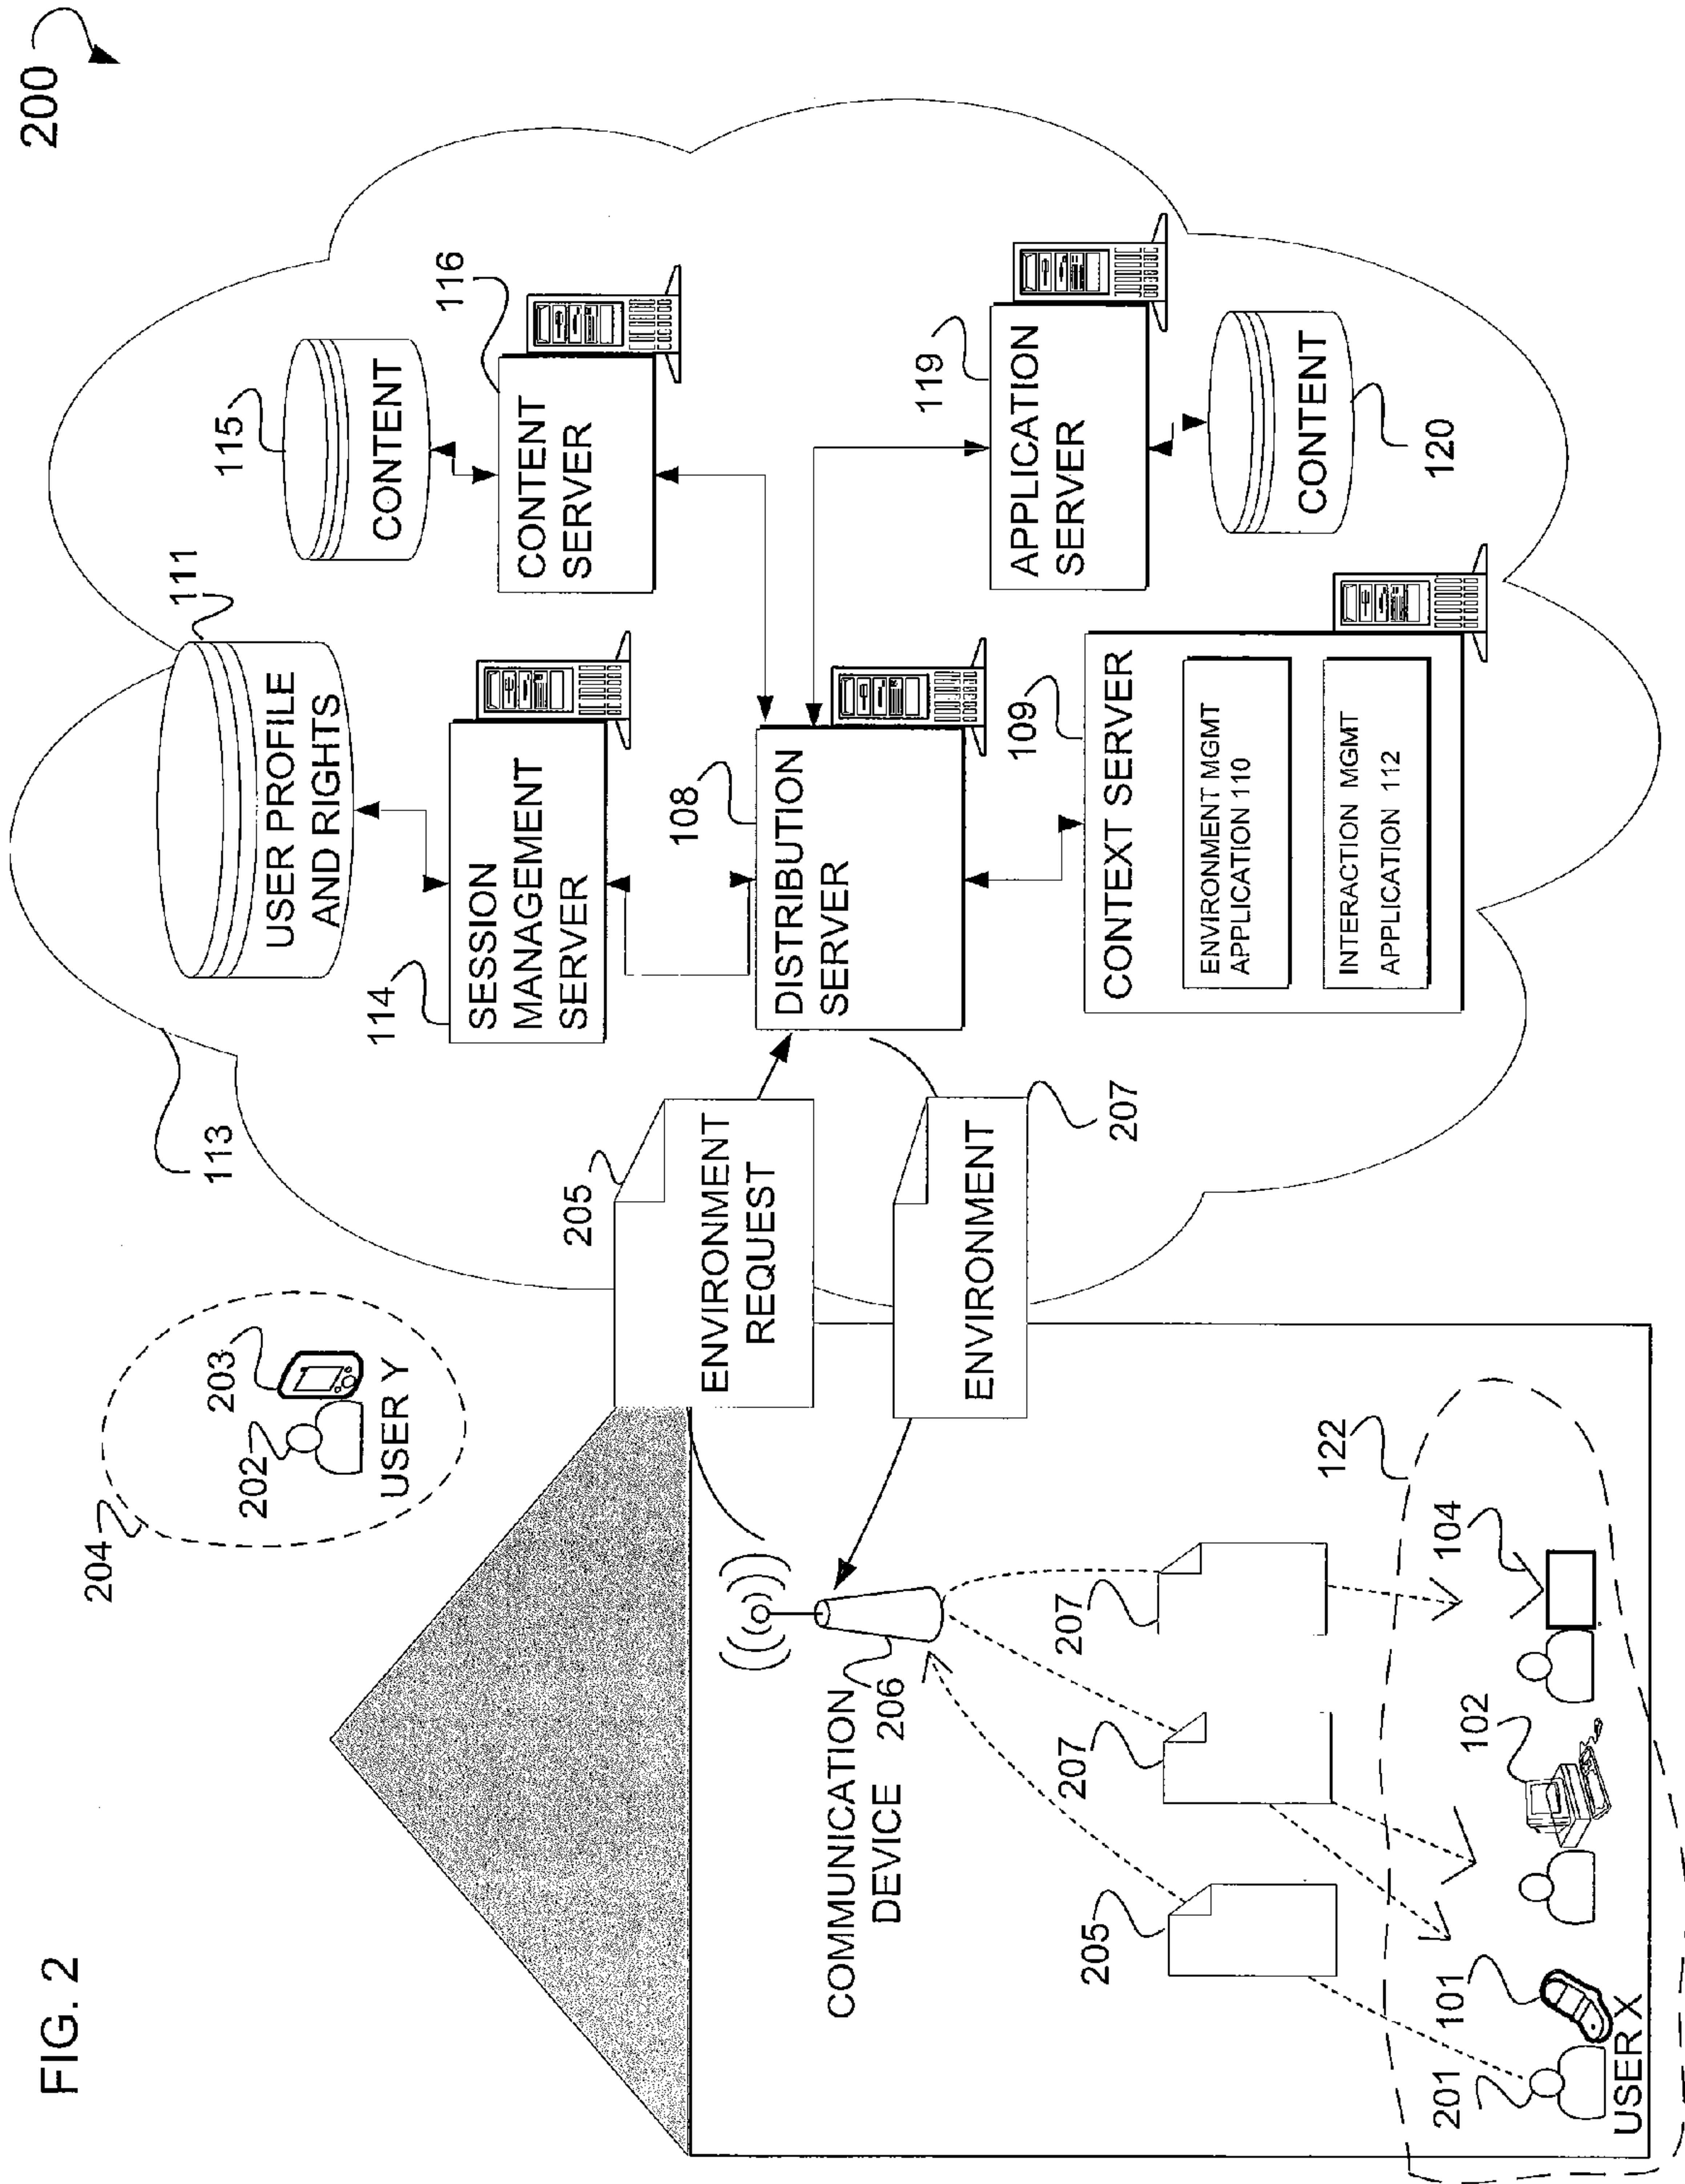 FIG. 2
200
113
111
USER PROFILE
AND RIGHTS
115
CONTENT
116
CONTENT
SERVER
114
SESSION
MANAGEMENT
SERVER
108
DISTRIBUTION
SERVER
119
APPLICATION
SERVER
CONTENT
120
109
CONTEXT SERVER
ENVIRONMENT MGMT
APPLICATION 110
INTERACTION MGMT
APPLICATION 112
204
202
203
USER Y
205
ENVIRONMENT
REQUEST
ENVIRONMENT
207
COMMUNICATION
DEVICE 206
205
207
207
122
201
101
102
104
USER X